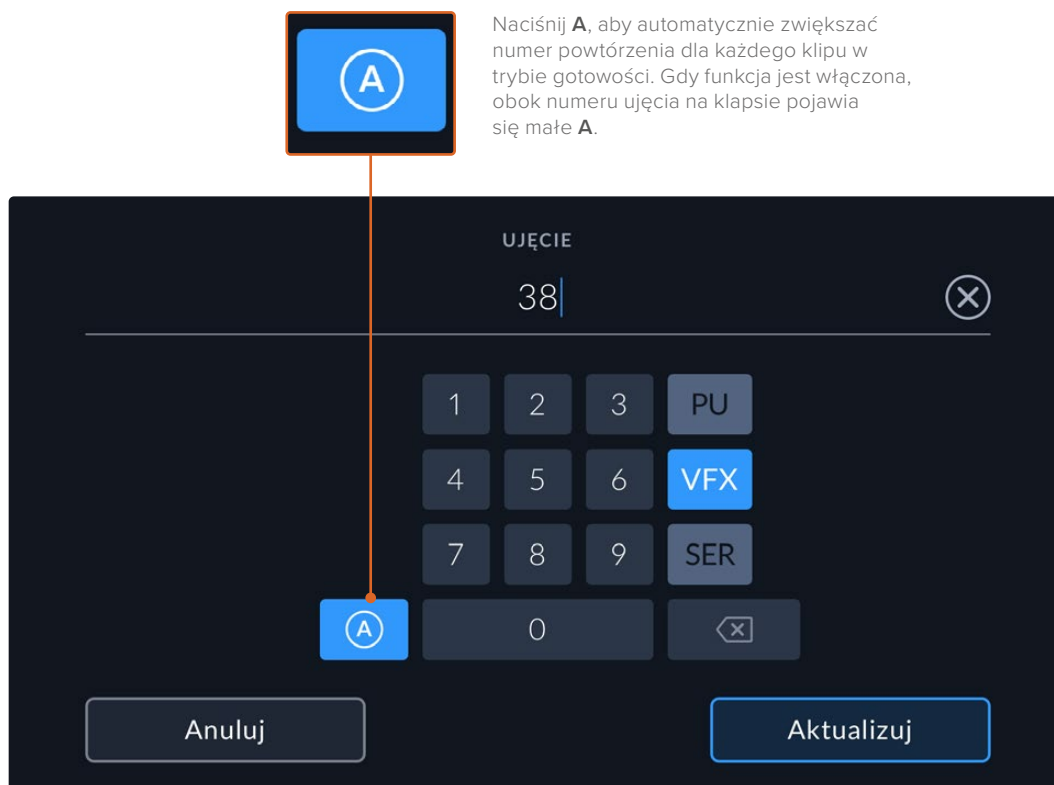 A
Naciśnij A, aby automatycznie zwiększać
numer powtórzenia dla każdego klipu w
trybie gotowości. Gdy funkcja jest włączona,
obok numeru ujęcia na klapsie pojawia
się małe A.
UJĘCIE
38
1 2 3 PU
4 5 6 VFX
7 8 9 SER
A 0
Anuluj Aktualizuj